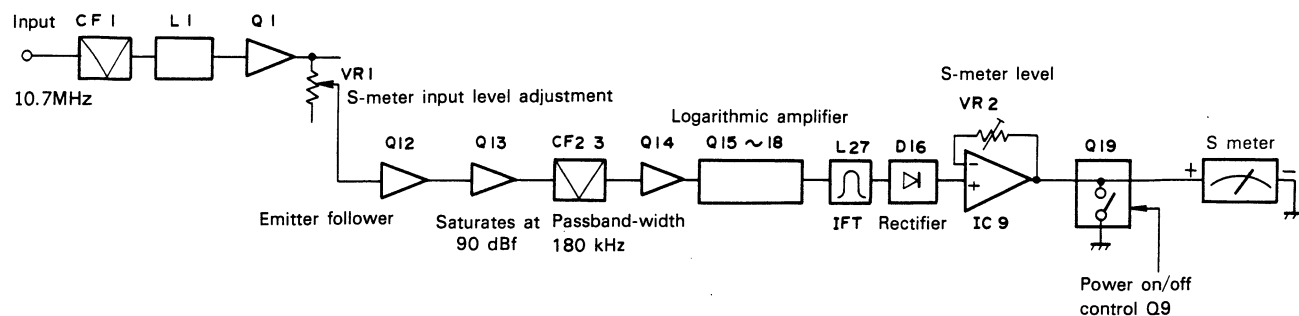 Input
CF 1
L 1
Q 1
10.7MHz
VR 1
S-meter input level adjustment
S-meter level
VR 2
Logarithmic amplifier
Q12
Q13
CF2 3
Q14
Q15 ~ 18
L27
D16
Q19
S meter
-
+
+
-
Emitter follower
Saturates at
90 dBf
Passband-width
180 kHz
IFT
Rectifier
IC 9
Power on/off
control Q9